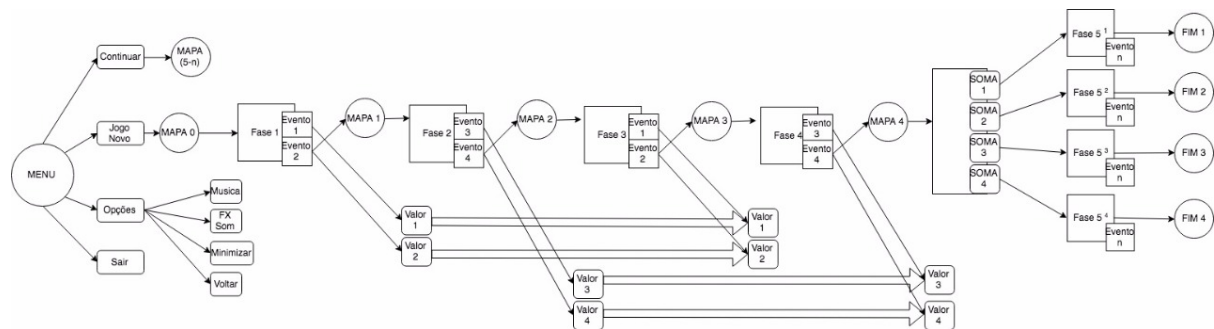 MENU
Continuar
MAPA
(5-n)
Jogo
Novo
MAPA 0
Opções
Musica
FX
Som
Minimizar
Voltar
Sair
Fase 1
Evento
1
Evento
2
MAPA 1
Fase 2
Evento
3
Evento
4
MAPA 2
Fase 3
Evento
1
Evento
2
MAPA 3
Fase 4
Evento
3
Evento
4
MAPA 4
Valor
1
Valor
2
Valor
1
Valor
2
Valor
3
Valor
4
Valor
3
Valor
4
SOMA
1
SOMA
2
SOMA
3
SOMA
4
Fase 5 ¹
Evento
n
FIM 1
Fase 5 ²
Evento
n
FIM 2
Fase 5 ³
Evento
n
FIM 3
Fase 5 ⁴
Evento
n
FIM 4